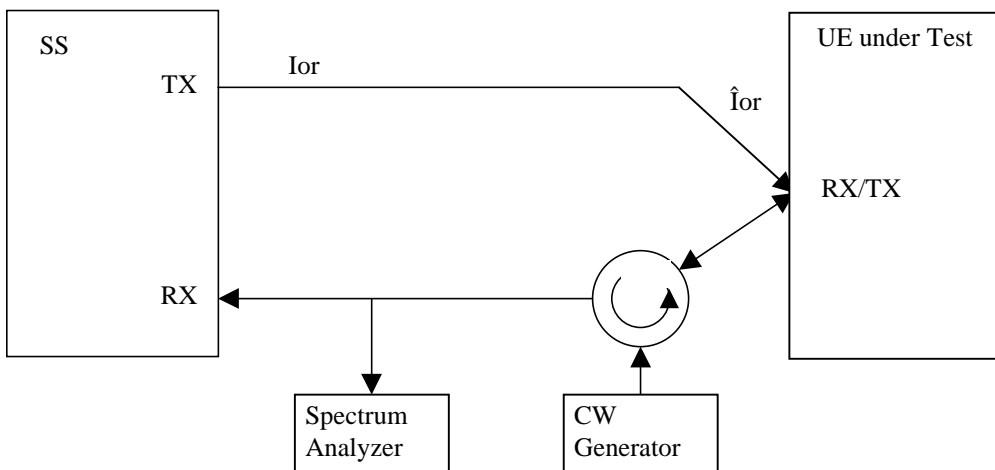 SS
UE under Test
TX
Ior
Îor
RX/TX
RX
Spectrum
Analyzer
CW
Generator